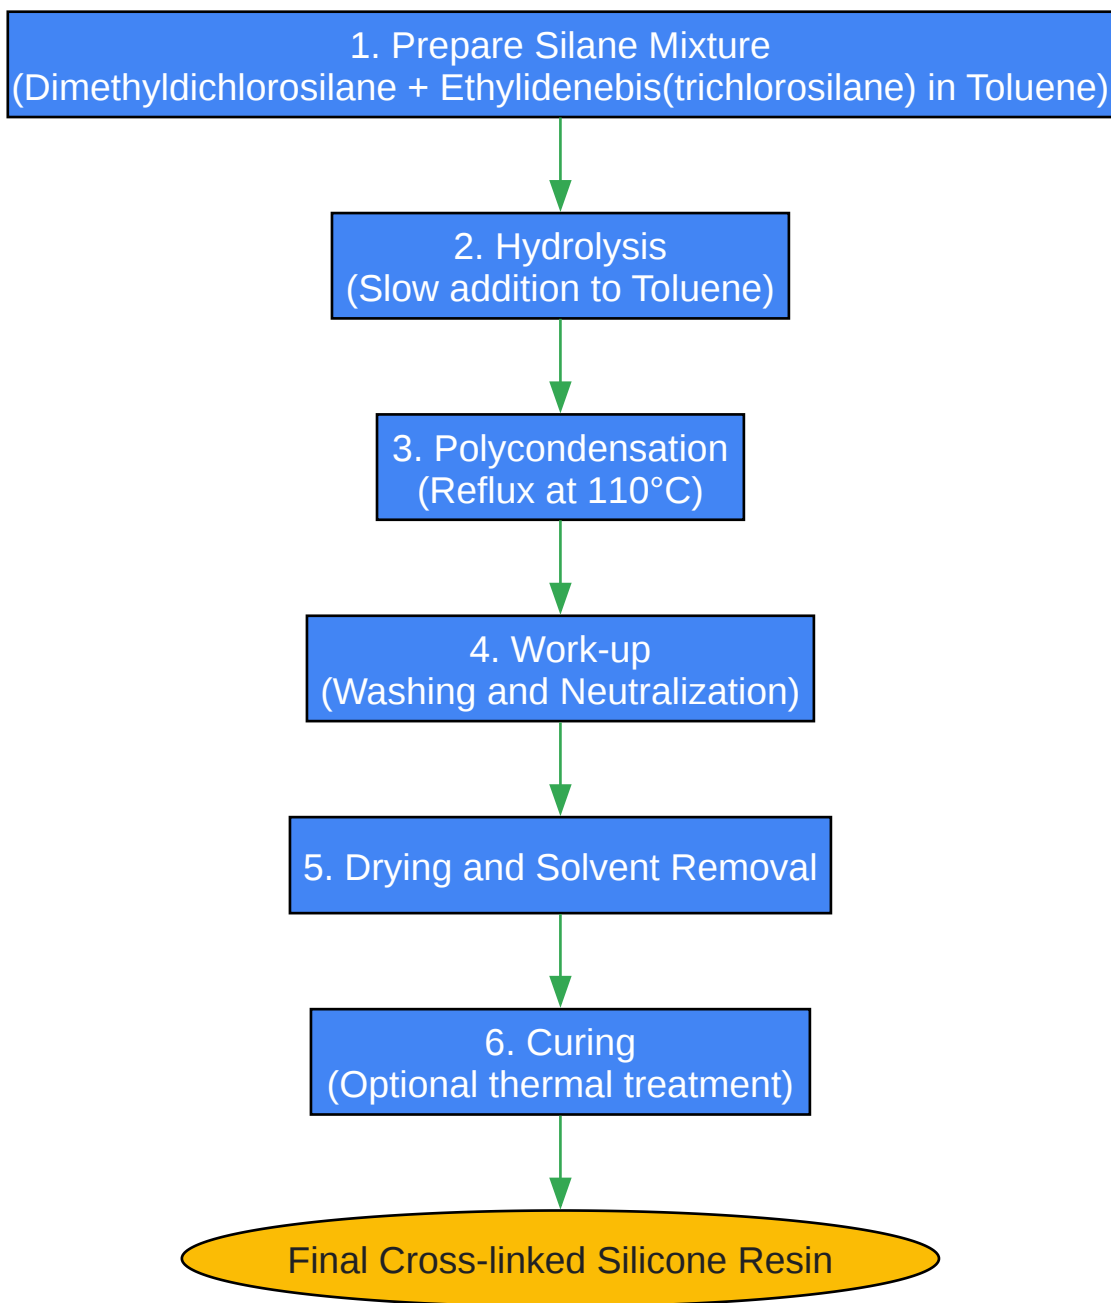 1. Prepare Silane Mixture
(Dimethyldichlorosilane + Ethylidenebis(trichlorosilane) in Toluene)
2. Hydrolysis
(Slow addition to Toluene)
3. Polycondensation
(Reflux at 110°C)
4. Work-up
(Washing and Neutralization)
5. Drying and Solvent Removal
6. Curing
(Optional thermal treatment)
Final Cross-linked Silicone Resin